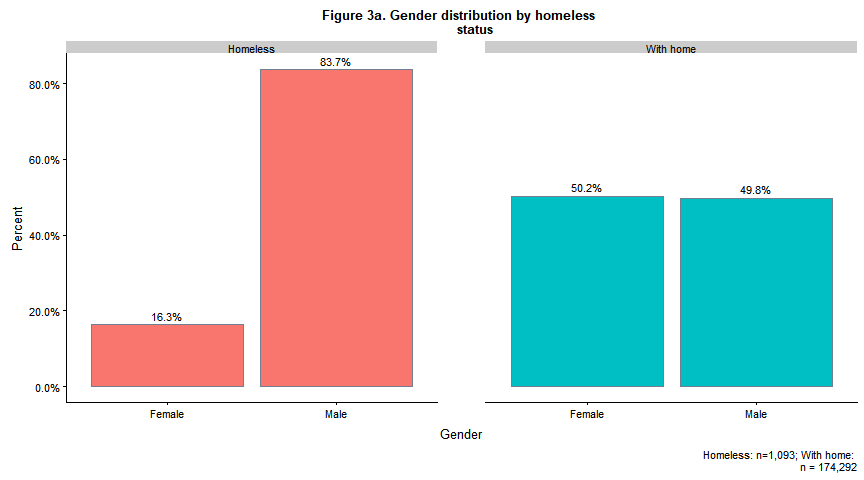 Figure 3a. Gender distribution by homeless
status
Homeless
With home
83.7%
80.0%
60.0%
50.2%
49.8%
40.0%
20.0%
16.3%
0.0%
Percent
Female
Male
Female
Male
Gender
Homeless: n=1,093; With home:
n = 174,292